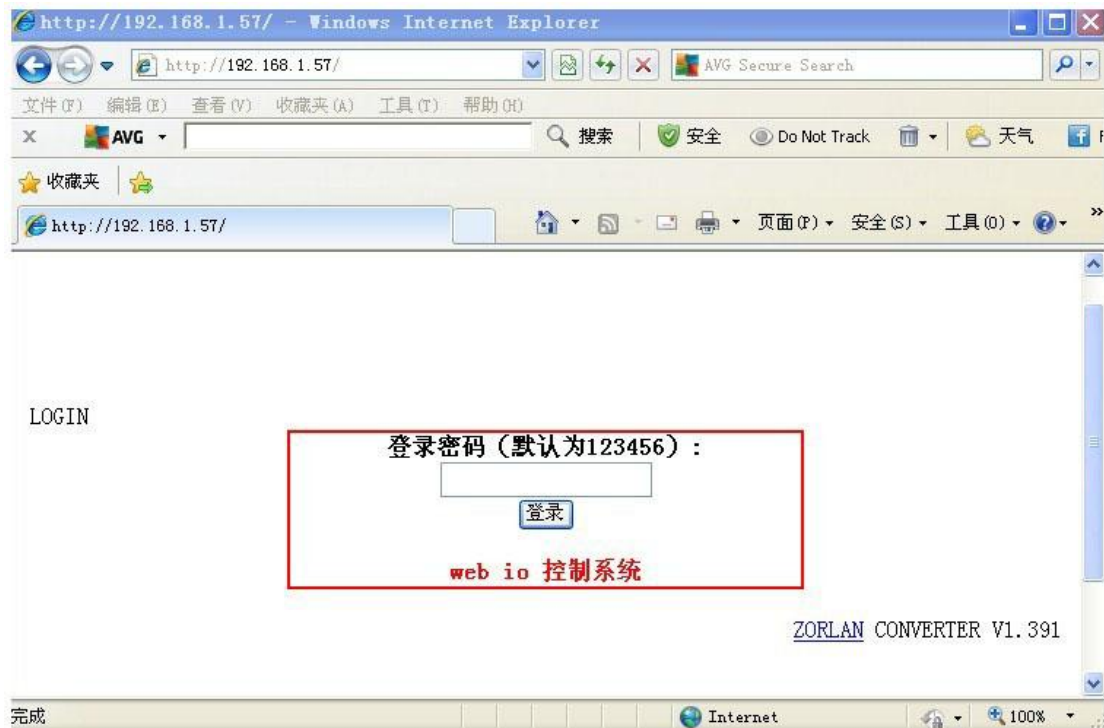 http://192.168.1.57/ - Windows Internet Explorer
http://192.168.1.57/ AVG Secure Search
文件(F) 编辑(E) 查看(V) 收藏夹(A) 工具(T) 帮助(H)
x AVG 搜索 安全 Do Not Track 天气 f F
收藏夹
http://192.168.1.57/ 页面(P) 安全(S) 工具(O) »
LOGIN
登录密码（默认为123456）:
登录
web io 控制系统
ZORLAN CONVERTER V1.391
完成 Internet 100%